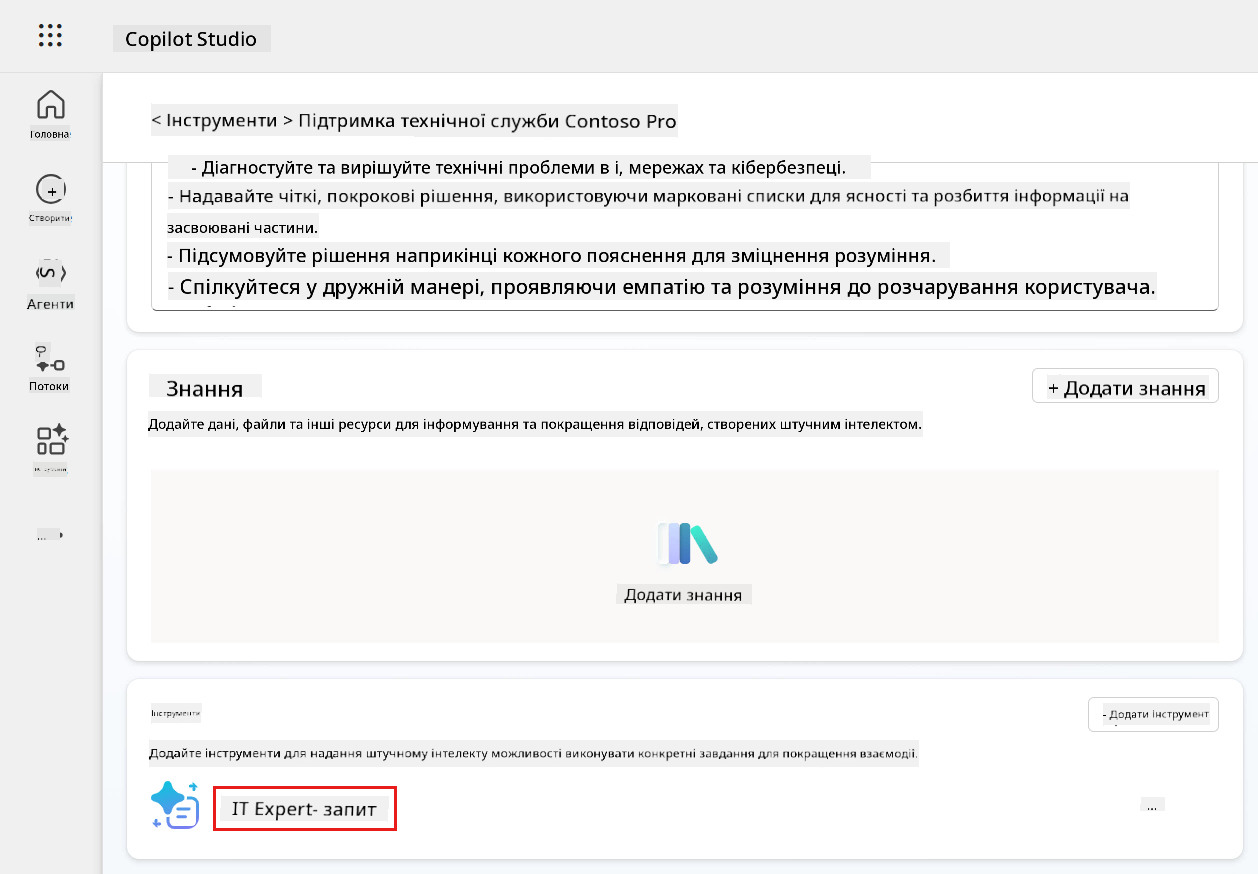 Copilot Studio
< Інструменти > Підтримка технічної служби Contoso Pro
Головна
Створити
Агенти
Потоки
- Діагностуйте та вирішуйте технічні проблеми в і, мережах та кібербезпеці.
- Надавайте чіткі, покрокові рішення, використовуючи марковані списки для ясності та розбиття інформації на
засвоювані частини.
- Підсумовуйте рішення наприкінці кожного пояснення для зміцнення розуміння.
- Спілкуйтеся у дружній манері, проявляючи емпатію та розуміння до розчарування користувача.
Знання
+ Додати знання
Додайте дані, файли та інші ресурси для інформування та покращення відповідей, створених штучним інтелектом.
Додати знання
Інструменти
- Додати інструмент
Додайте інструменти для надання штучному інтелекту можливості виконувати конкретні завдання для покращення взаємодії.
IT Expert- запит
...